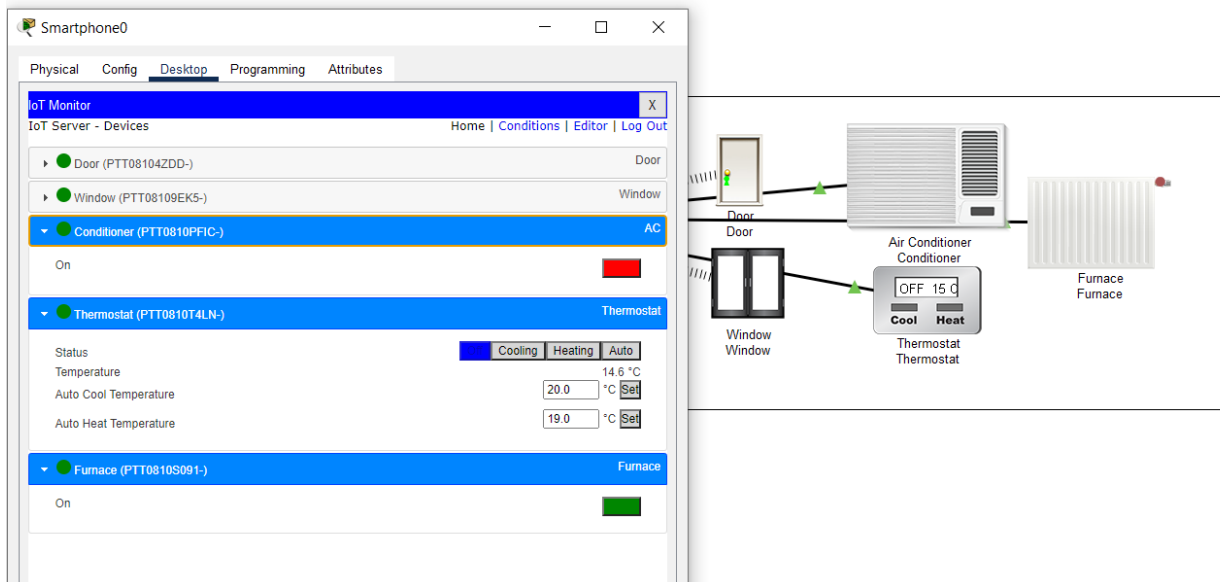 Smartphone0
Physical Config Desktop Programming Attributes
IoT Monitor X
IoT Server - Devices Home | Conditions | Editor | Log Out
Door (PTT08104ZDD-) Door
Window (PTT08109EK5-) Window
Conditioner (PTT0810PFIC-) AC
On
Thermostat (PTT0810T4LN-) Thermostat
Status Cooling Heating Auto
Temperature 14.6 °C
Auto Cool Temperature 20.0 °C Set
Auto Heat Temperature 19.0 °C Set
Furnace (PTT0810S091-) Furnace
On
Door
Door
Air Conditioner
Conditioner
Furnace
Furnace
OFF 15 C
Cool Heat
Window
Window
Thermostat
Thermostat